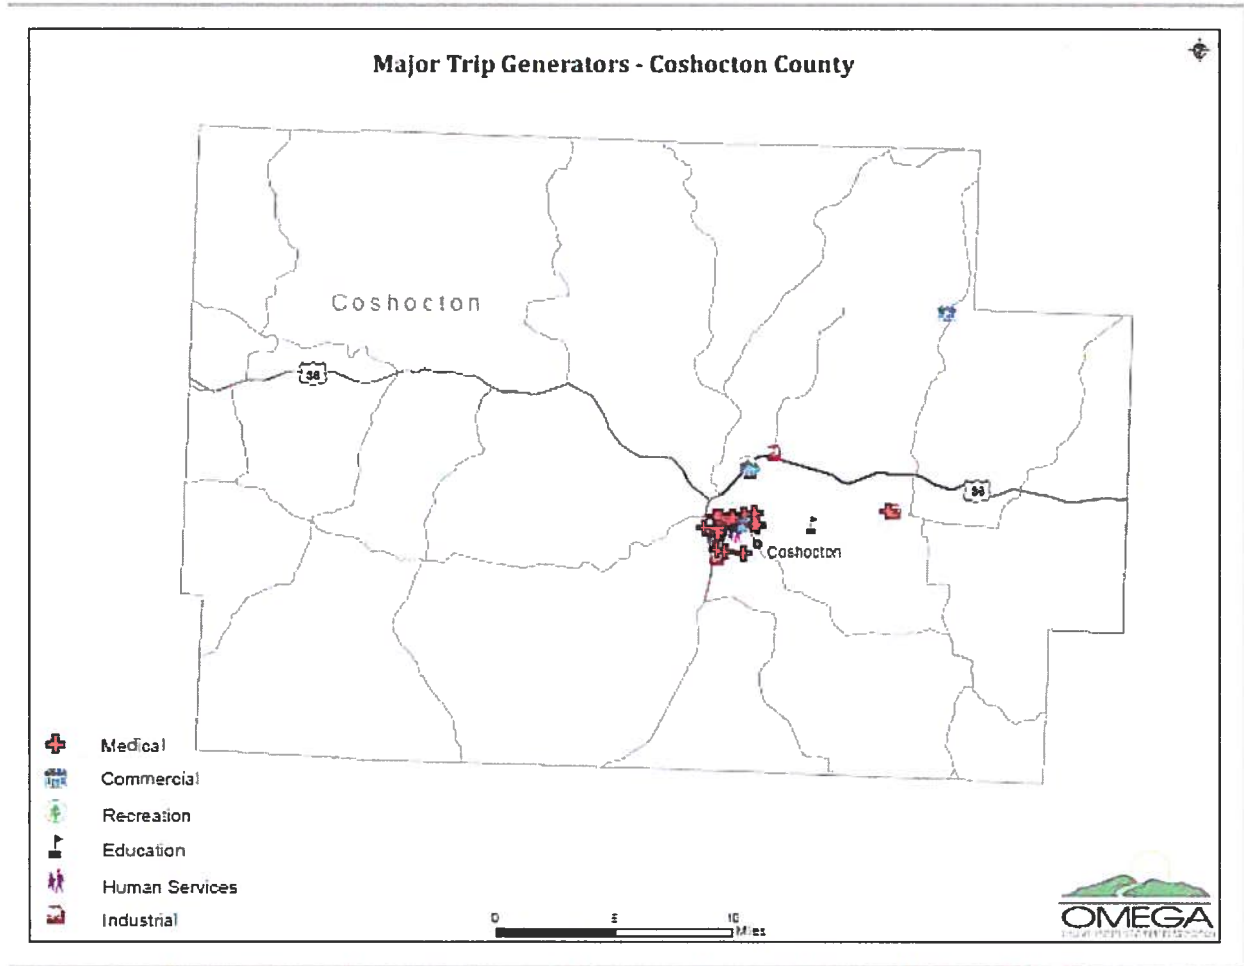 Major Trip Generators - Coshocton County
Coshocton
36
36
Coshocton
Medical
Commercial
Recreation
Education
Human Services
Industrial
0 5 10
Miles
OMEGA